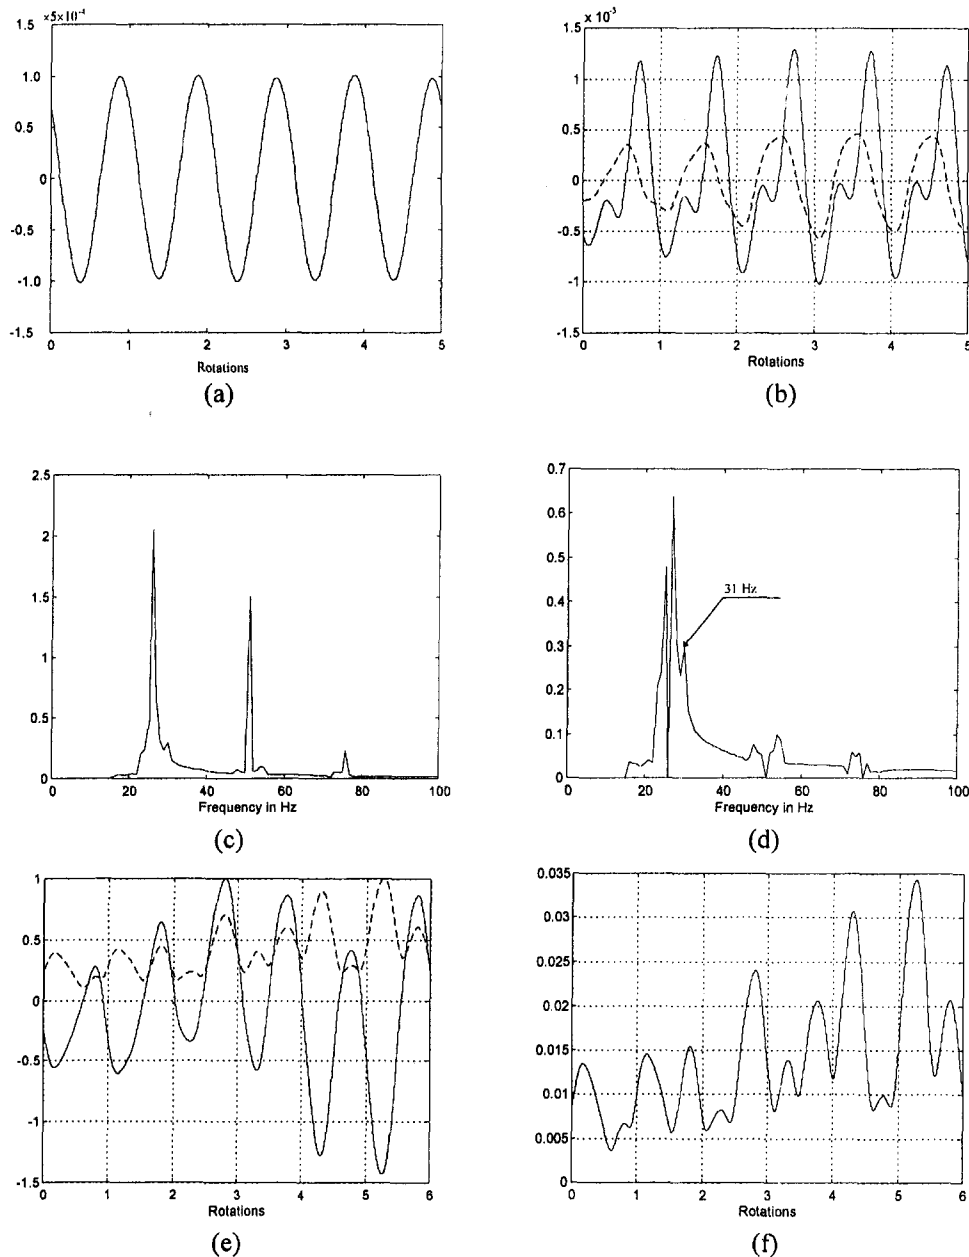 ×5×10⁻⁴
1.5
1.0
0.5
0
-0.5
-1.0
-1.5
0 1 2 3 4 5
Rotations
(a)
× 10⁻³
1.5
1
0.5
0
-0.5
-1
-1.5
0 1 2 3 4 5
Rotations
(b)
2.5
2
1.5
1
0.5
0
0 20 40 60 80 100
Frequency in Hz
(c)
0.7
0.6
0.5
0.4
0.3
0.2
0.1
0
0 20 40 60 80 100
31 Hz
Frequency in Hz
(d)
1
0.5
0
-0.5
-1
-1.5
0 1 2 3 4 5 6
Rotations
(e)
0.035
0.03
0.025
0.02
0.015
0.01
0.005
0
0 1 2 3 4 5 6
Rotations
(f)